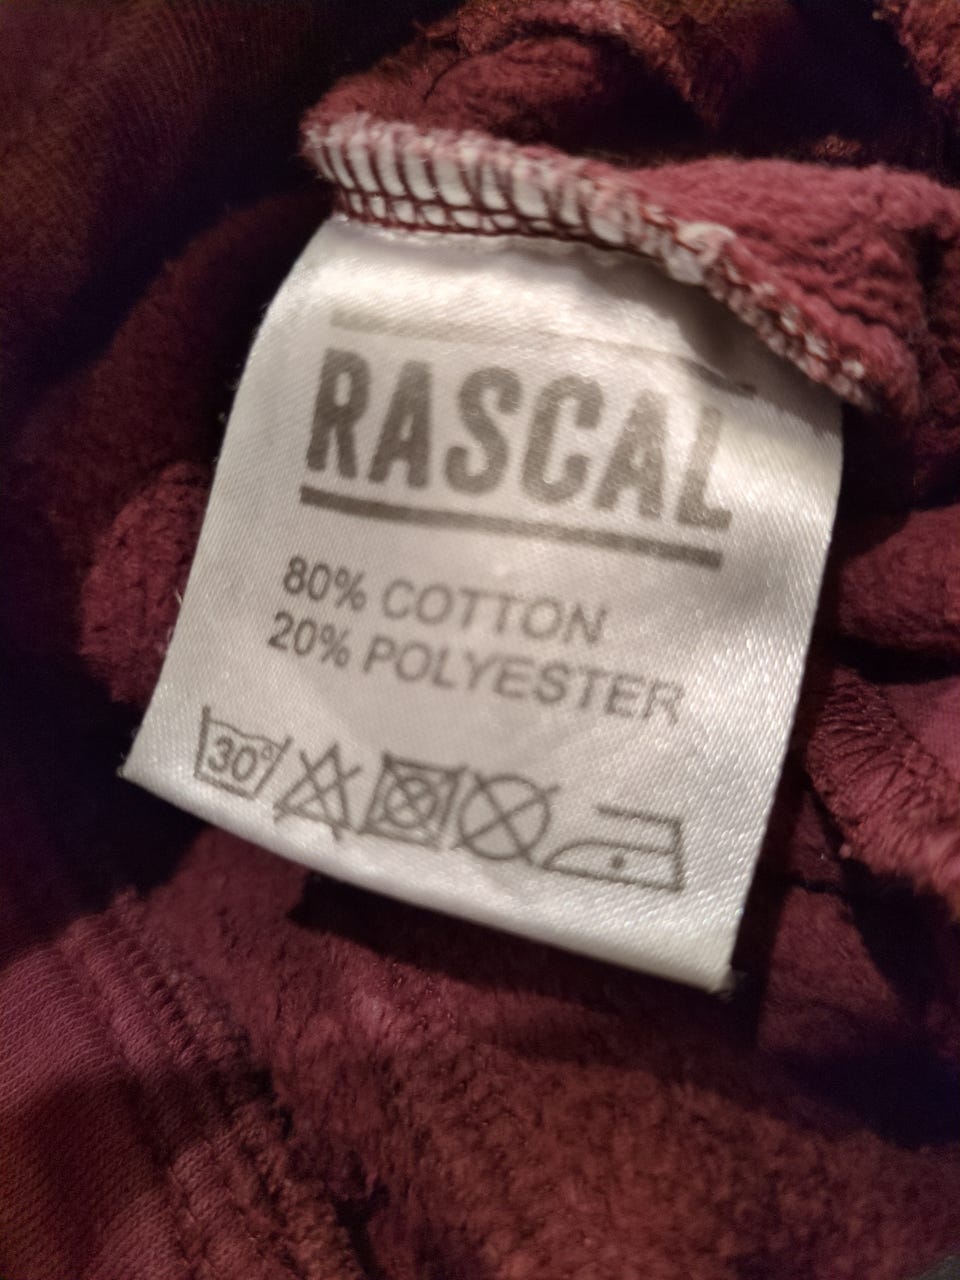 RASCAL
80% COTTON
20% POLYESTER
30°